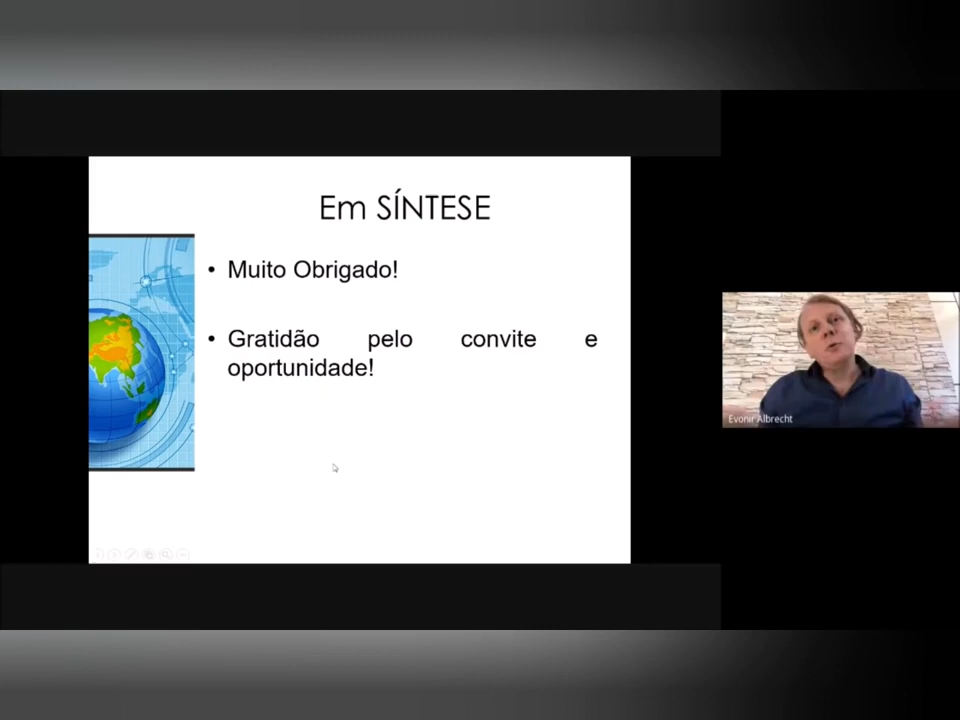 Em SÍNTESE
• Muito Obrigado!
• Gratidão pelo convite e
oportunidade!
Evonir Albrecht